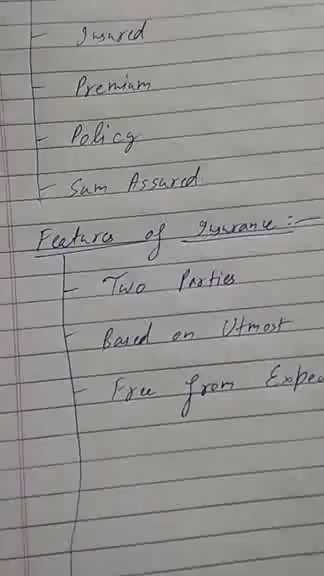 Insured
Premium
Policy
Sum Assured
Features of Insurance :-
Two Parties
Based on Utmost
Free from